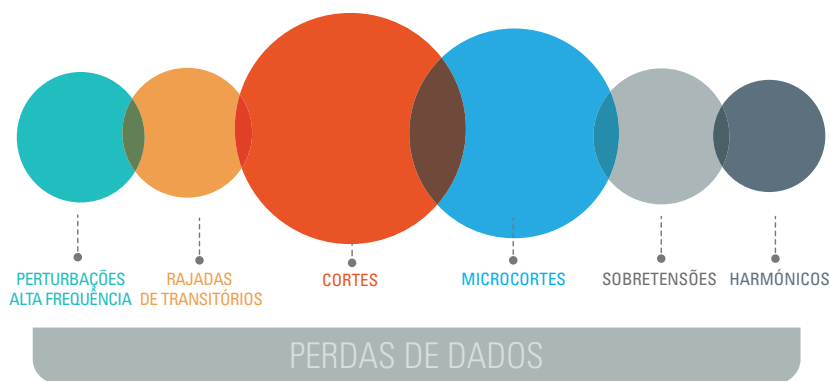 PERTURBAÇÕES
ALTA FREQUÊNCIA
RAJADAS
DE TRANSITÓRIOS
CORTES
MICROCORTES
SOBRETENSÕES
HARMÓNICOS
PERDAS DE DADOS